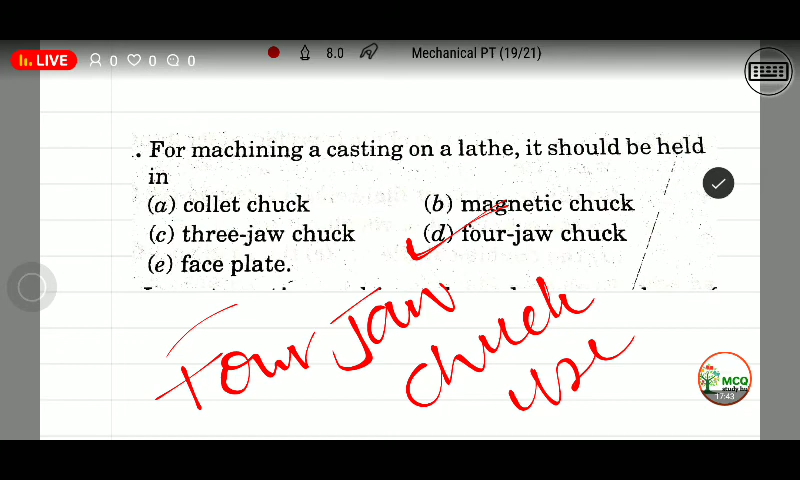 LIVE 0 0 0 8.0 Mechanical PT (19/21)
. For machining a casting on a lathe, it should be held
in
(a) collet chuck (b) magnetic chuck
(c) three-jaw chuck (d) four-jaw chuck
(e) face plate.
Four Jaw
chuck
use
MCQ
study hu
17:43